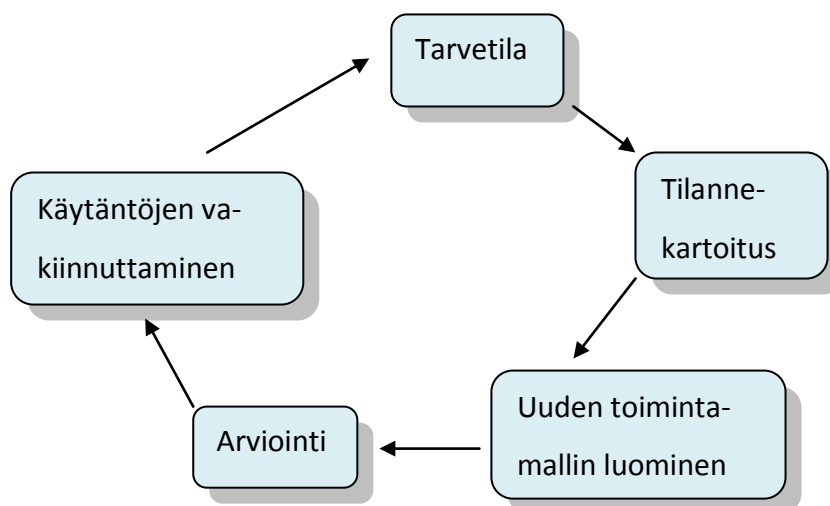 Tarvetila
Tilanne-
kartoitus
Uuden toiminta-
mallin luominen
Arviointi
Käytäntöjen va-
kiinnuttaminen